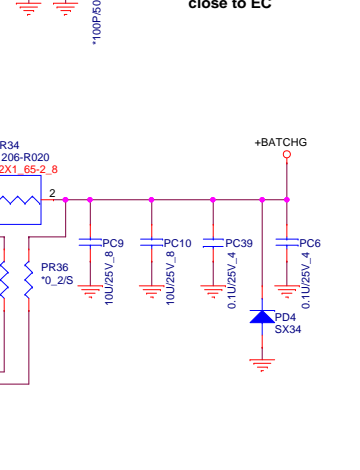 close to EC
*100P/50
R34
206-R020
2X1_65-2_8
+BATCHG
2
PC9
10U/25V_8
PC10
10U/25V_8
PC39
0.1U/25V_4
PC6
0.1U/25V_4
PR36
*0_2/S
PD4
SX34